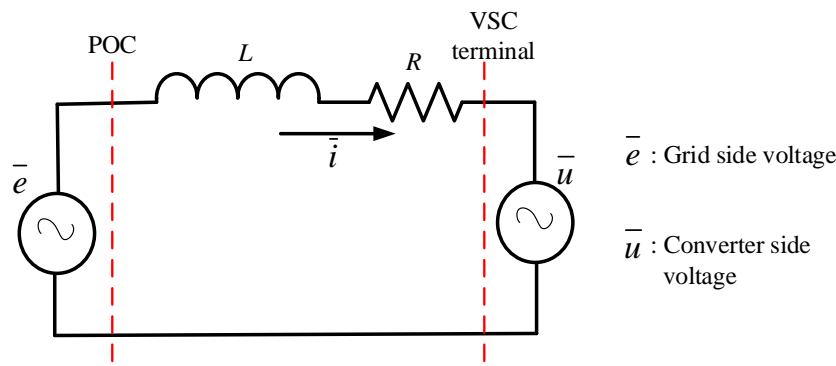 POC
L
R
VSC
terminal
i̅
e̅
u̅
e̅ : Grid side voltage
u̅ : Converter side
voltage